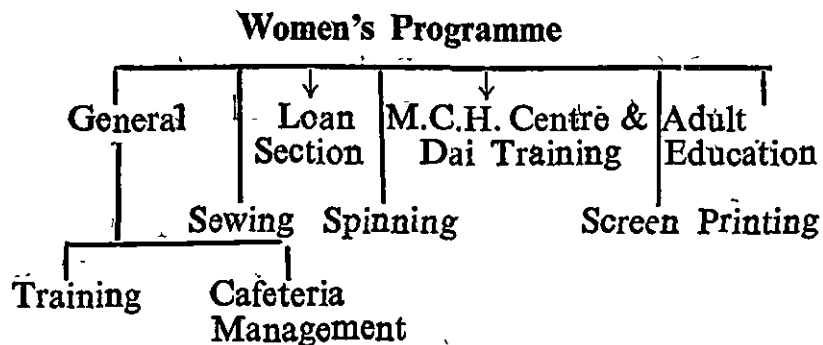 Women's Programme
General Loan M.C.H. Centre & Adult
Section Dai Training Education
Sewing Spinning Screen Printing
Training Cafeteria
Management